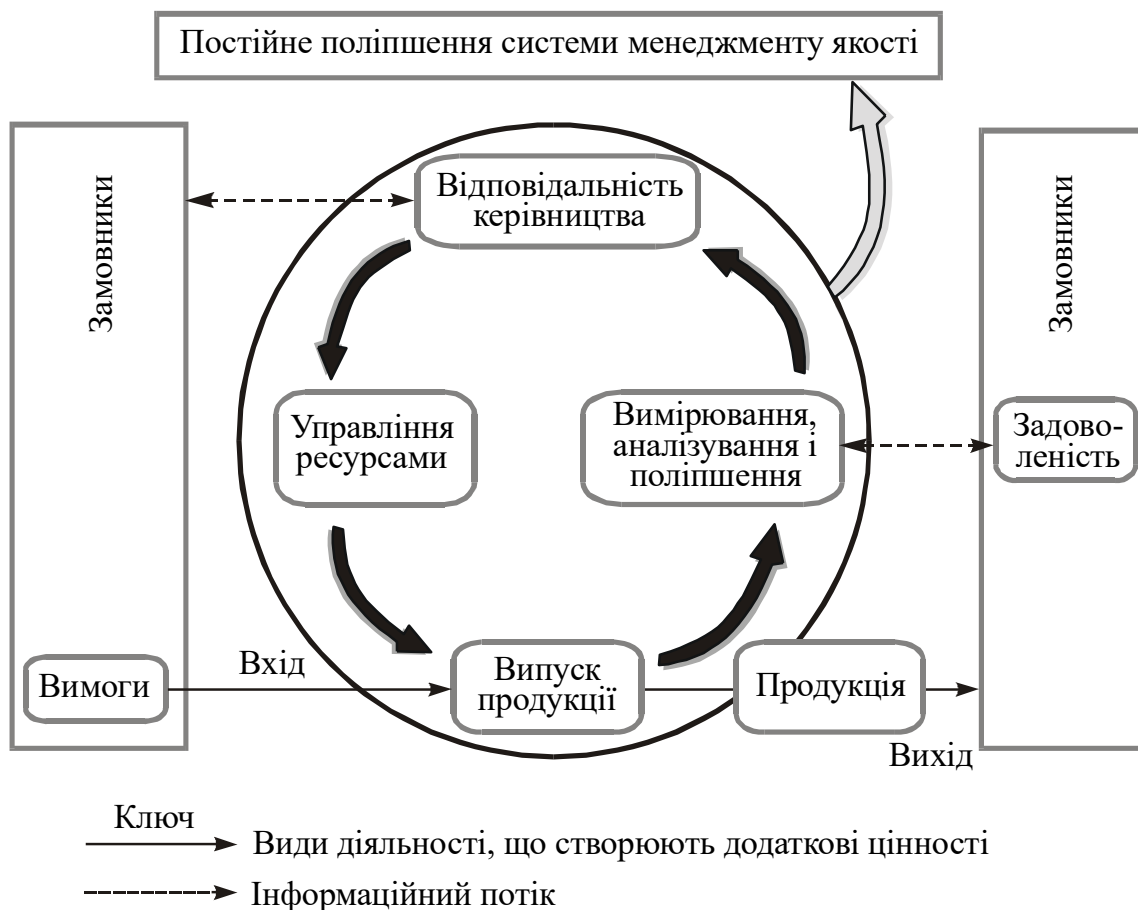 Постійне поліпшення системи менеджменту якості
Замовники
Відповідальність
керівництва
Замовники
Управління
ресурсами
Вимірювання,
аналізування і
поліпшення
Задово-
леність
Вимоги
Вхід
Випуск
продукції
Продукція
Вихід
Ключ
Види діяльності, що створюють додаткові цінності
Інформаційний потік